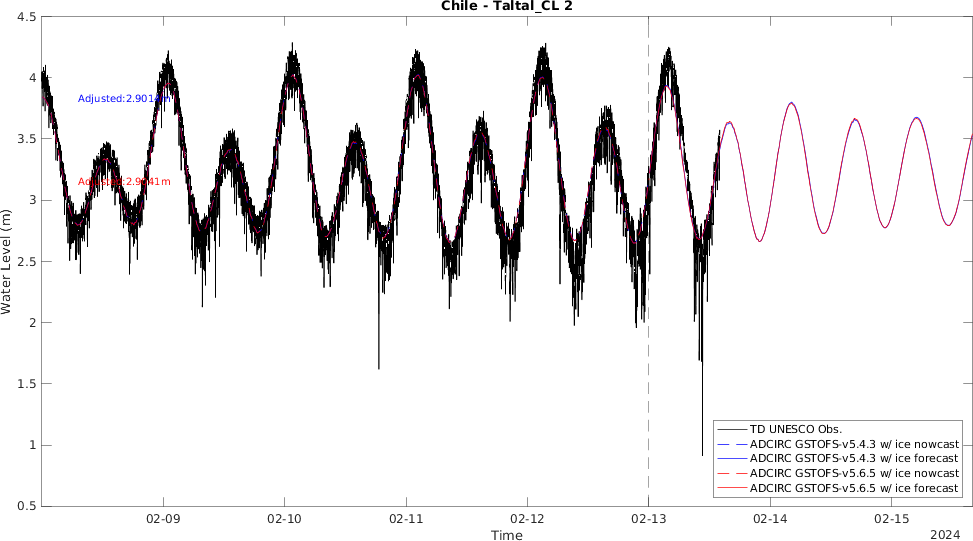 Chile - Taltal_CL 2
4.5
4
3.5
3
2.5
2
1.5
1
0.5
Water Level (m)
Adjusted:2.9014m
TD UNESCO Obs.
ADCIRC GSTOFS-v5.4.3 w/ ice nowcast
ADCIRC GSTOFS-v5.4.3 w/ ice forecast
ADCIRC GSTOFS-v5.6.5 w/ ice nowcast
ADCIRC GSTOFS-v5.6.5 w/ ice forecast
02-09
02-10
02-11
02-12
02-13
02-14
02-15
Time
2024